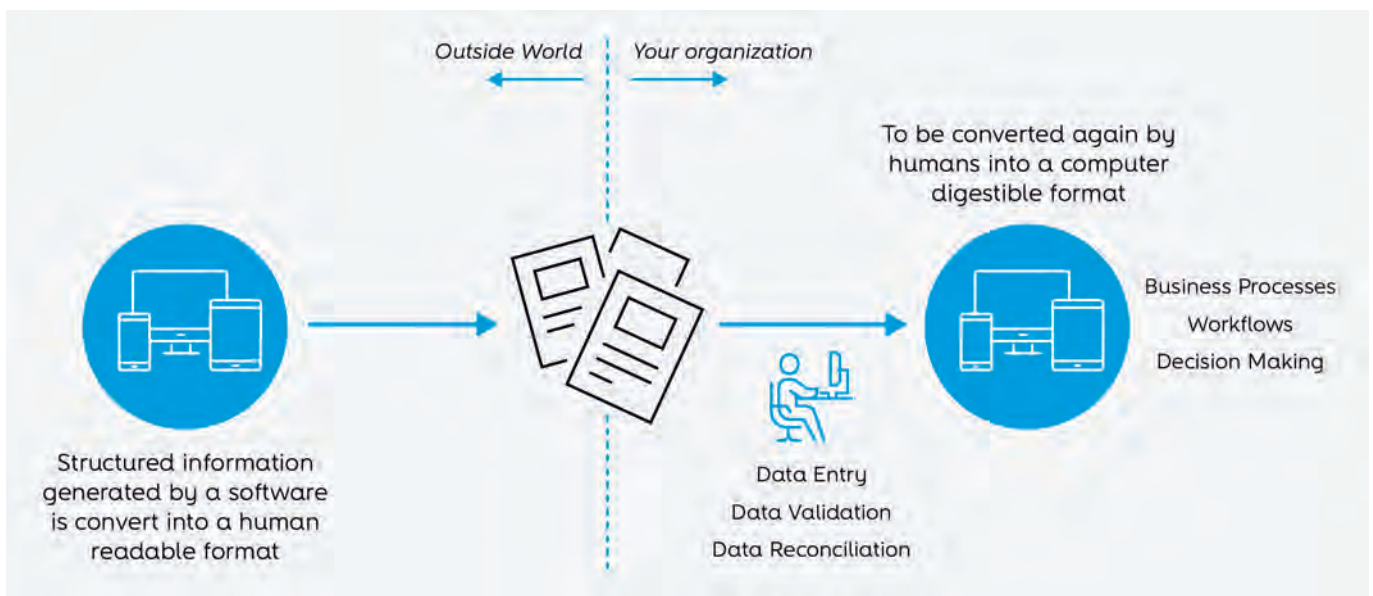 Outside World
Your organization
To be converted again by
humans into a computer
digestible format
Business Processes
Workflows
Decision Making
Structured information
generated by a software
is convert into a human
readable format
Data Entry
Data Validation
Data Reconciliation